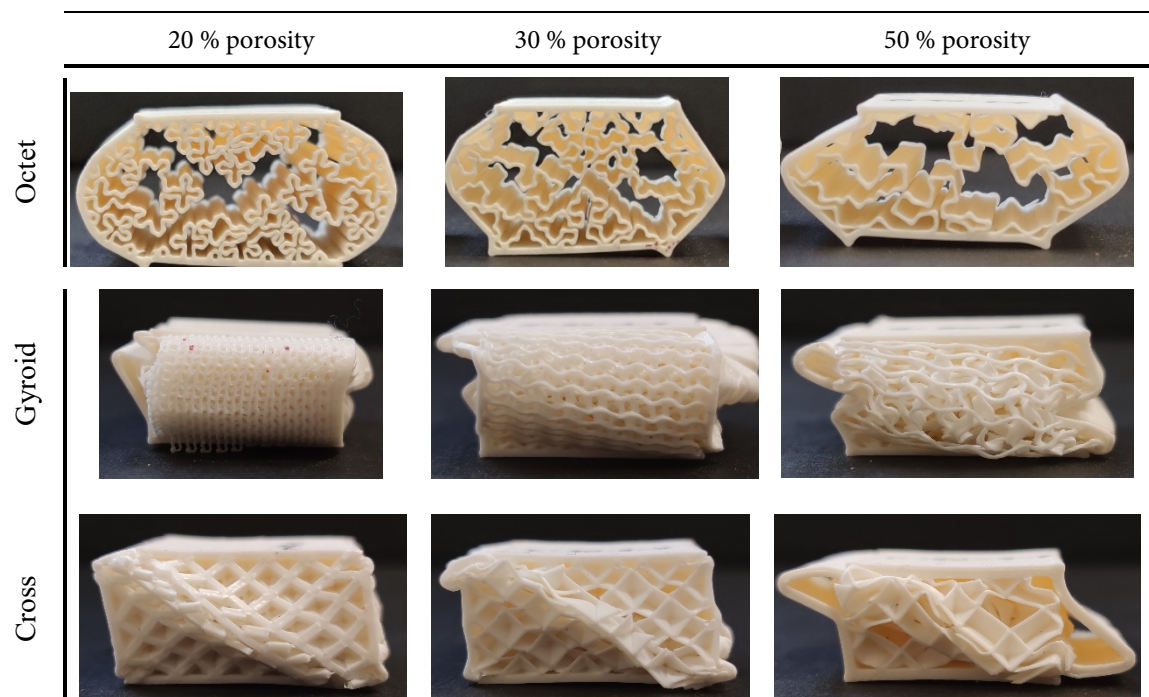 20 % porosity
30 % porosity
50 % porosity
Octet
Gyroid
Cross